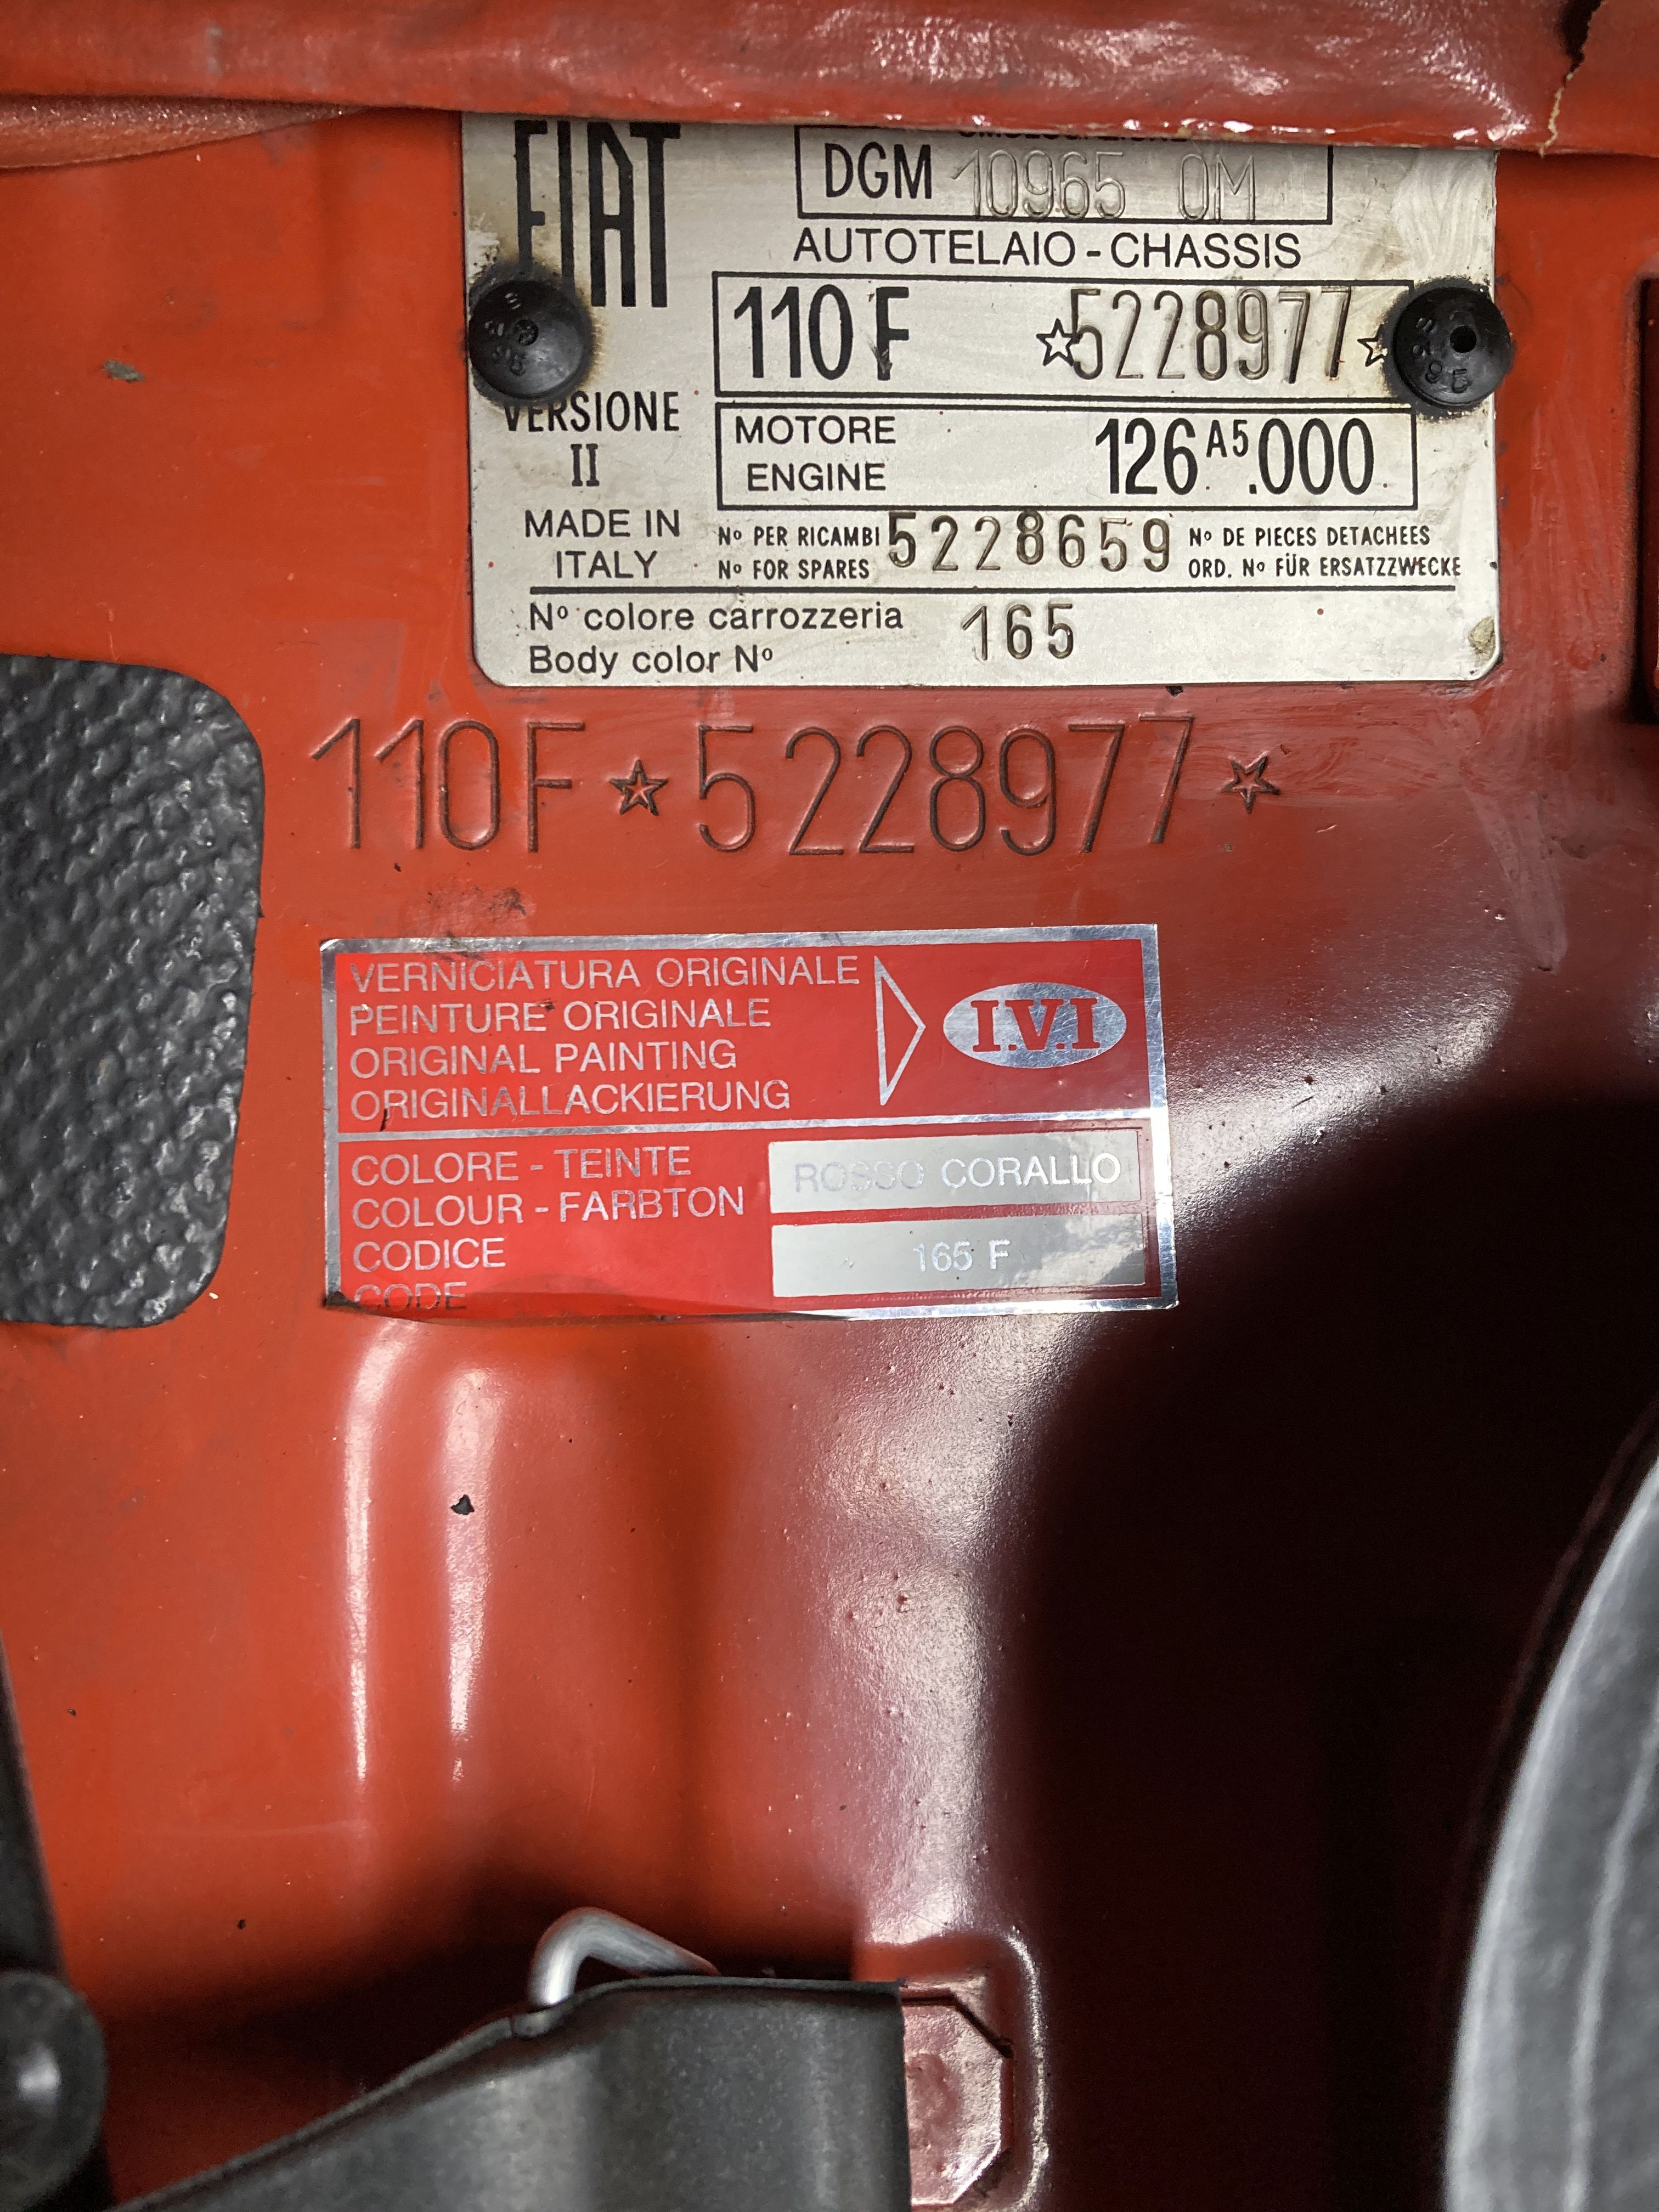 FIAT
DGM 10965 OM
AUTOTELAIO - CHASSIS
110 F ☆5228977☆
VERSIONE
II
MOTORE
ENGINE
126 A5 .000
MADE IN
ITALY
Nº PER RICAMBI
Nº FOR SPARES
5228659
Nº DE PIECES DETACHEES
ORD. Nº FÜR ERSATZZWECKE
Nº colore carrozzeria
Body color Nº
165
110F☆5228977☆
VERNICIATURA ORIGINALE
PEINTURE ORIGINALE
ORIGINAL PAINTING
ORIGINALLACKIERUNG
I.V.I
COLORE - TEINTE
COLOUR - FARBTON
ROSSO CORALLO
CODICE
CODE
165 F